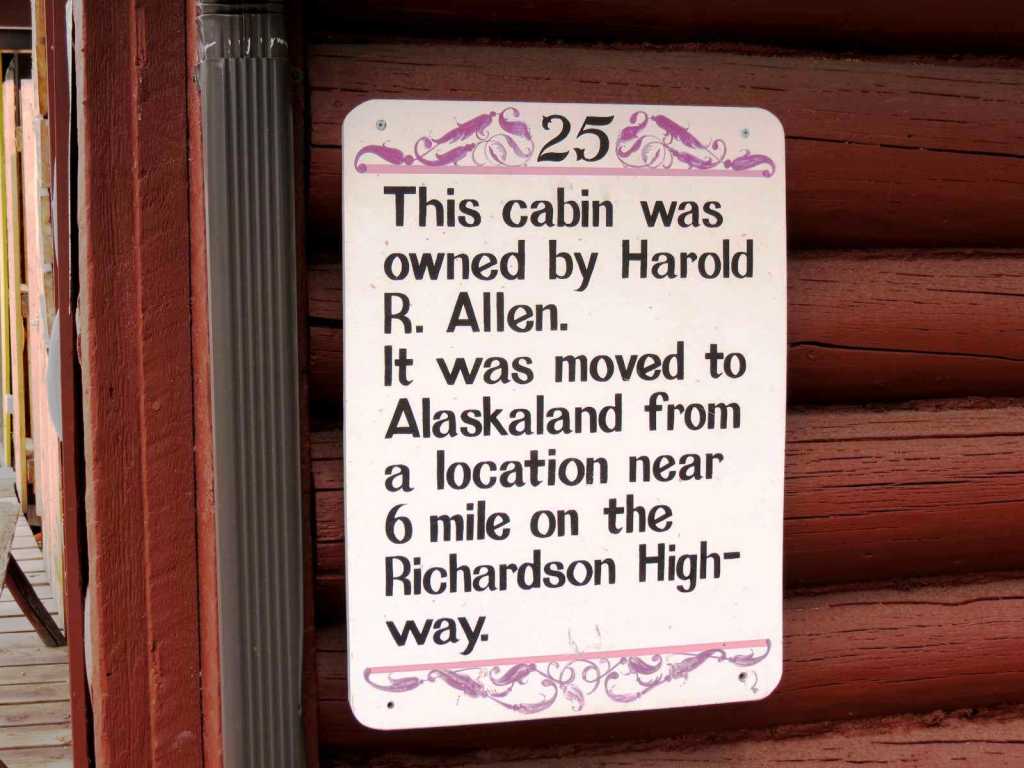 25
This cabin was
owned by Harold
R. Allen.
It was moved to
Alaskaland from
a location near
6 mile on the
Richardson High-
way.